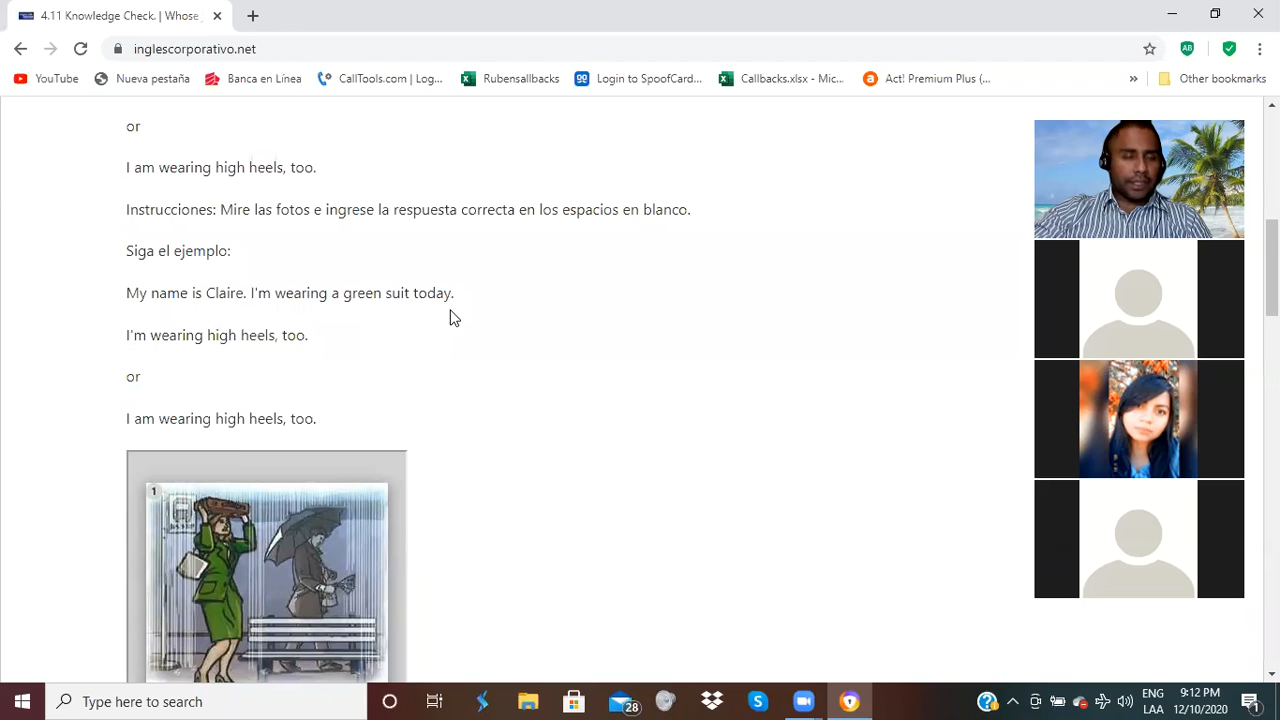 4.11 Knowledge Check. | Whose
inglescorporativo.net
YouTube Nueva pestaña Banca en Línea CallTools.com | Log... Rubensallbacks Login to SpoofCard... Callbacks.xlsx - Mic... Act! Premium Plus (... » Other bookmarks
or
I am wearing high heels, too.
Instrucciones: Mire las fotos e ingrese la respuesta correcta en los espacios en blanco.
Siga el ejemplo:
My name is Claire. I'm wearing a green suit today.
I'm wearing high heels, too.
or
I am wearing high heels, too.
1
Type here to search
28
ENG
LAA
9:12 PM
12/10/2020
1